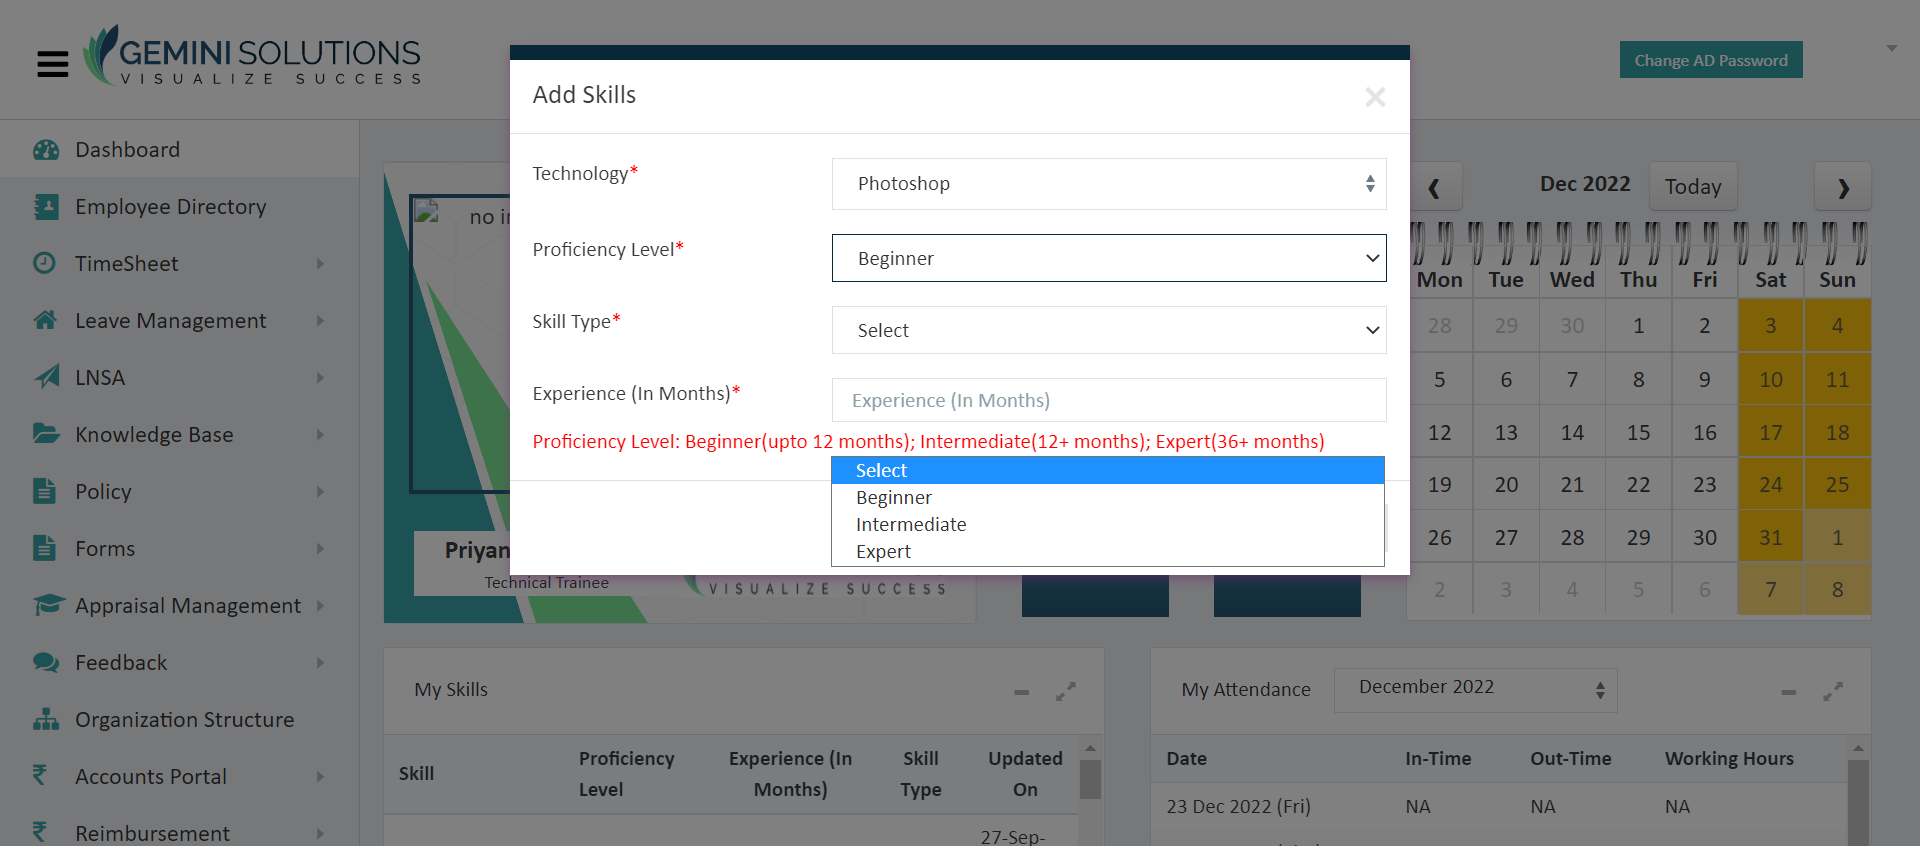 GEMINI SOLUTIONS
VISUALIZE SUCCESS
Change AD Password
Dashboard
Employee Directory
TimeSheet
Leave Management
LNSA
Knowledge Base
Policy
Forms
Appraisal Management
Feedback
Organization Structure
Accounts Portal
Reimbursement
no
Priyan
Technical Trainee
VISUALIZE SUCCESS
Add Skills
Technology*
Photoshop
Proficiency Level*
Beginner
Skill Type*
Select
Experience (In Months)*
Experience (In Months)
Proficiency Level: Beginner(upto 12 months); Intermediate(12+ months); Expert(36+ months)
Select
Beginner
Intermediate
Expert
Dec 2022
Today
Mon Tue Wed Thu Fri Sat Sun
28 29 30 1 2 3 4
5 6 7 8 9 10 11
12 13 14 15 16 17 18
19 20 21 22 23 24 25
26 27 28 29 30 31 1
2 3 4 5 6 7 8
My Skills
Skill Proficiency Level Experience (In Months) Skill Type Updated On
27-Sep-
My Attendance
December 2022
Date In-Time Out-Time Working Hours
23 Dec 2022 (Fri) NA NA NA